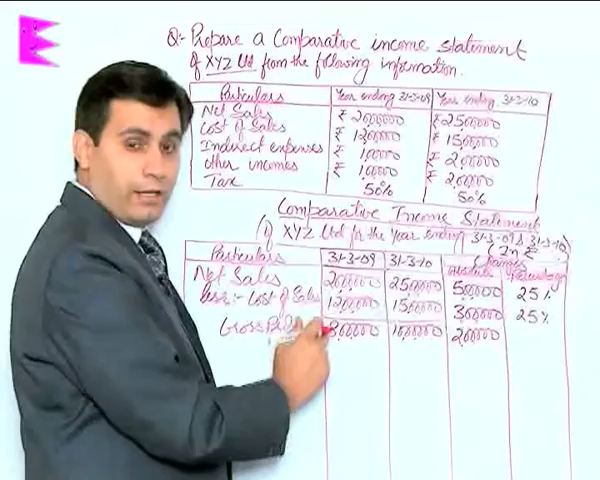 Q:- Prepare a Comparative income statement
of XYZ Ltd from the following information.
Particulars Year ending 31-3-09 Year ending 31-3-10
Net Sales ₹ 2000000 ₹ 2500000
Cost of Sales ₹ 1200000 ₹ 1500000
Indirect expenses ₹ 100000 ₹ 200000
other incomes ₹ 100000 ₹ 200000
Tax 50% 50%
Comparative Income Statement
of XYZ Ltd for the Year ending 31-3-09 & 31-3-10
(In ₹)
Particulars 31-3-09 31-3-10 Changes
Absolute Percentage
Net Sales 2000000 2500000 500000 25%
Less:- Cost of Sales 1200000 1500000 300000 25%
Gross 800000 1000000 200000